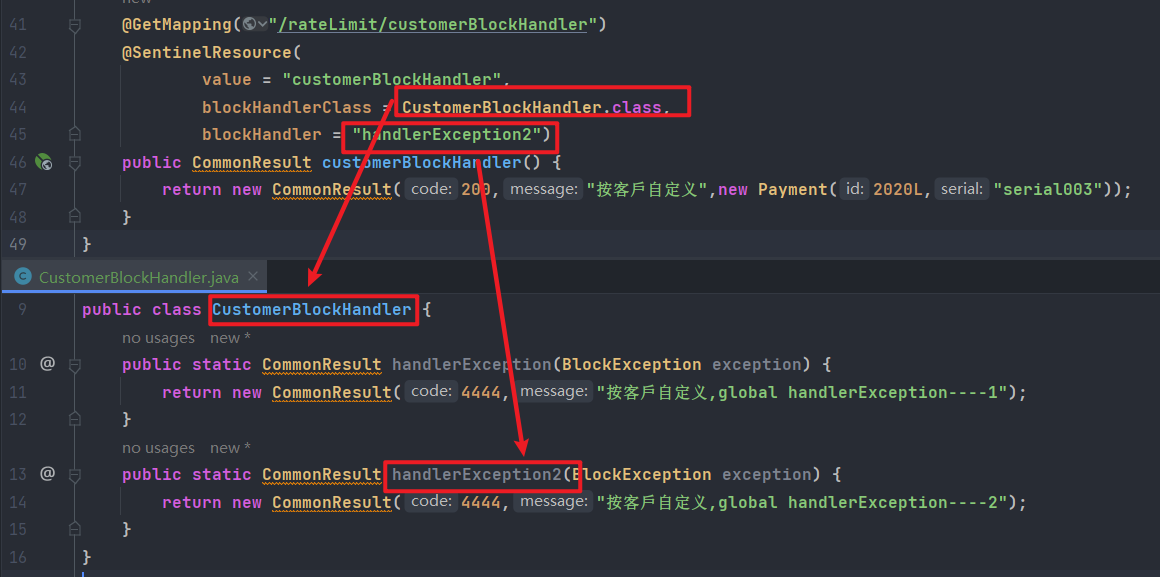 new *
41 @GetMapping("/rateLimit/customerBlockHandler")
42 @SentinelResource(
43 value = "customerBlockHandler",
44 blockHandlerClass = CustomerBlockHandler.class,
45 blockHandler = "handlerException2")
46 public CommonResult customerBlockHandler() {
47 return new CommonResult( code: 200, message: "按客戶自定义",new Payment( id: 2020L, serial: "serial003"));
48 }
49 }
CustomerBlockHandler.java
9 public class CustomerBlockHandler {
no usages new *
10 @ public static CommonResult handlerException(BlockException exception) {
11 return new CommonResult( code: 4444, message: "按客戶自定义,global handlerException----1");
12 }
no usages new *
13 @ public static CommonResult handlerException2(BlockException exception) {
14 return new CommonResult( code: 4444, message: "按客戶自定义,global handlerException----2");
15 }
16 }